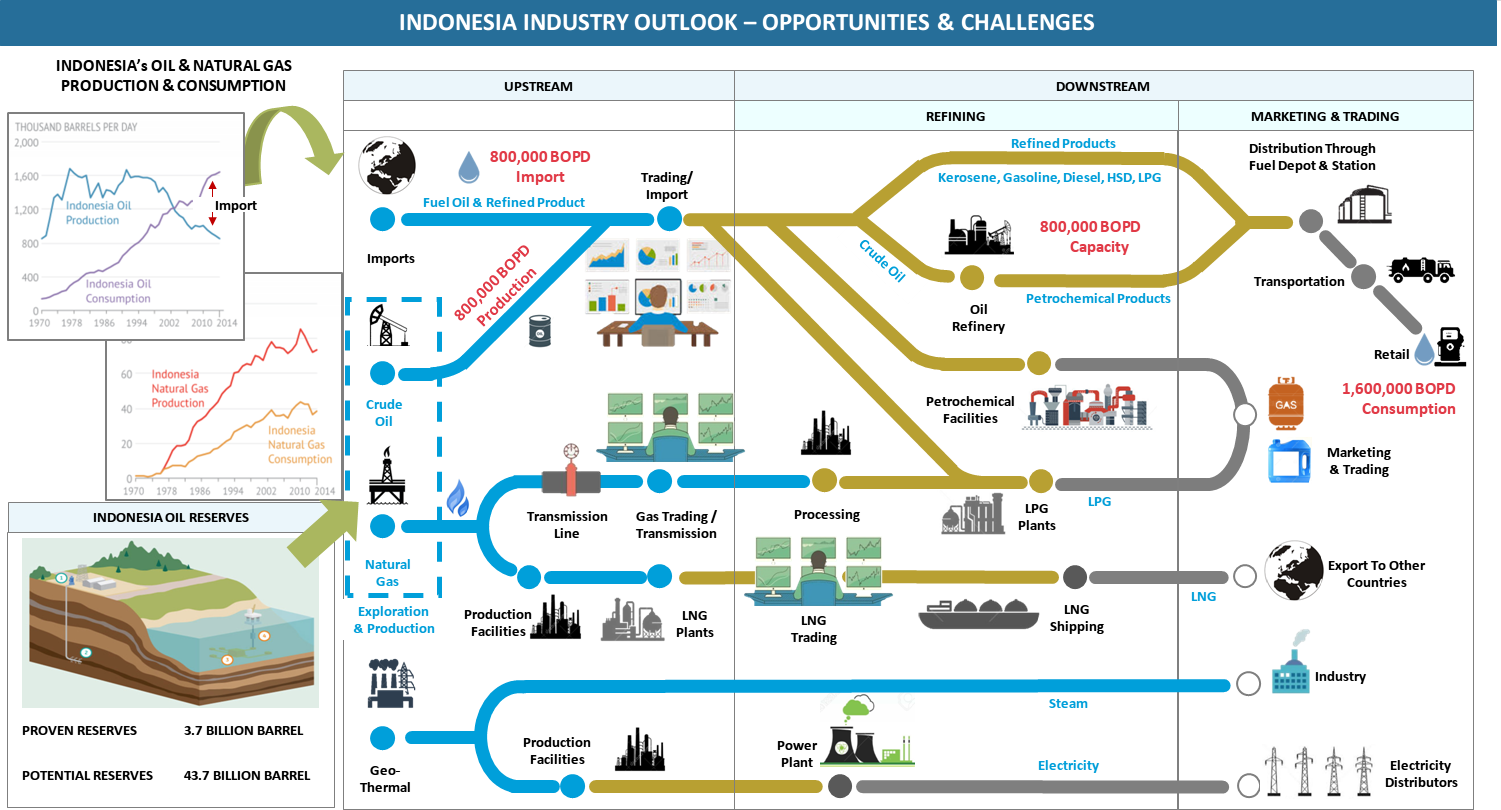 INDONESIA INDUSTRY OUTLOOK – OPPORTUNITIES & CHALLENGES
INDONESIA's OIL & NATURAL GAS
PRODUCTION & CONSUMPTION
THOUSAND BARRELS PER DAY
2,000
1,600
1,200
800
400
0
Indonesia Oil
Production
Import
Indonesia Oil
Consumption
1970
1978
1986
1994
2002
2010
2014
80
60
40
20
0
Indonesia
Natural Gas
Production
Indonesia
Natural Gas
Consumption
1970
1978
1986
1994
2002
2010
2014
INDONESIA OIL RESERVES
1
2
3
4
PROVEN RESERVES
3.7 BILLION BARREL
POTENTIAL RESERVES
43.7 BILLION BARREL
UPSTREAM
DOWNSTREAM
REFINING
MARKETING & TRADING
800,000 BOPD
Import
Fuel Oil & Refined Product
Imports
Trading/
Import
800,000 BOPD
Production
Crude
Oil
Natural
Gas
Exploration
& Production
Transmission
Line
Gas Trading /
Transmission
Production
Facilities
LNG
Plants
Geo-
Thermal
Production
Facilities
Refined Products
Kerosene, Gasoline, Diesel, HSD, LPG
Crude Oil
800,000 BOPD
Capacity
Petrochemical Products
Oil
Refinery
Petrochemical
Facilities
Processing
LPG
Plants
LPG
LNG
Trading
LNG
Shipping
LNG
Steam
Power
Plant
Electricity
Distribution Through
Fuel Depot & Station
Transportation
Retail
1,600,000 BOPD
Consumption
GAS
Marketing
& Trading
Export To Other
Countries
Industry
Electricity
Distributors